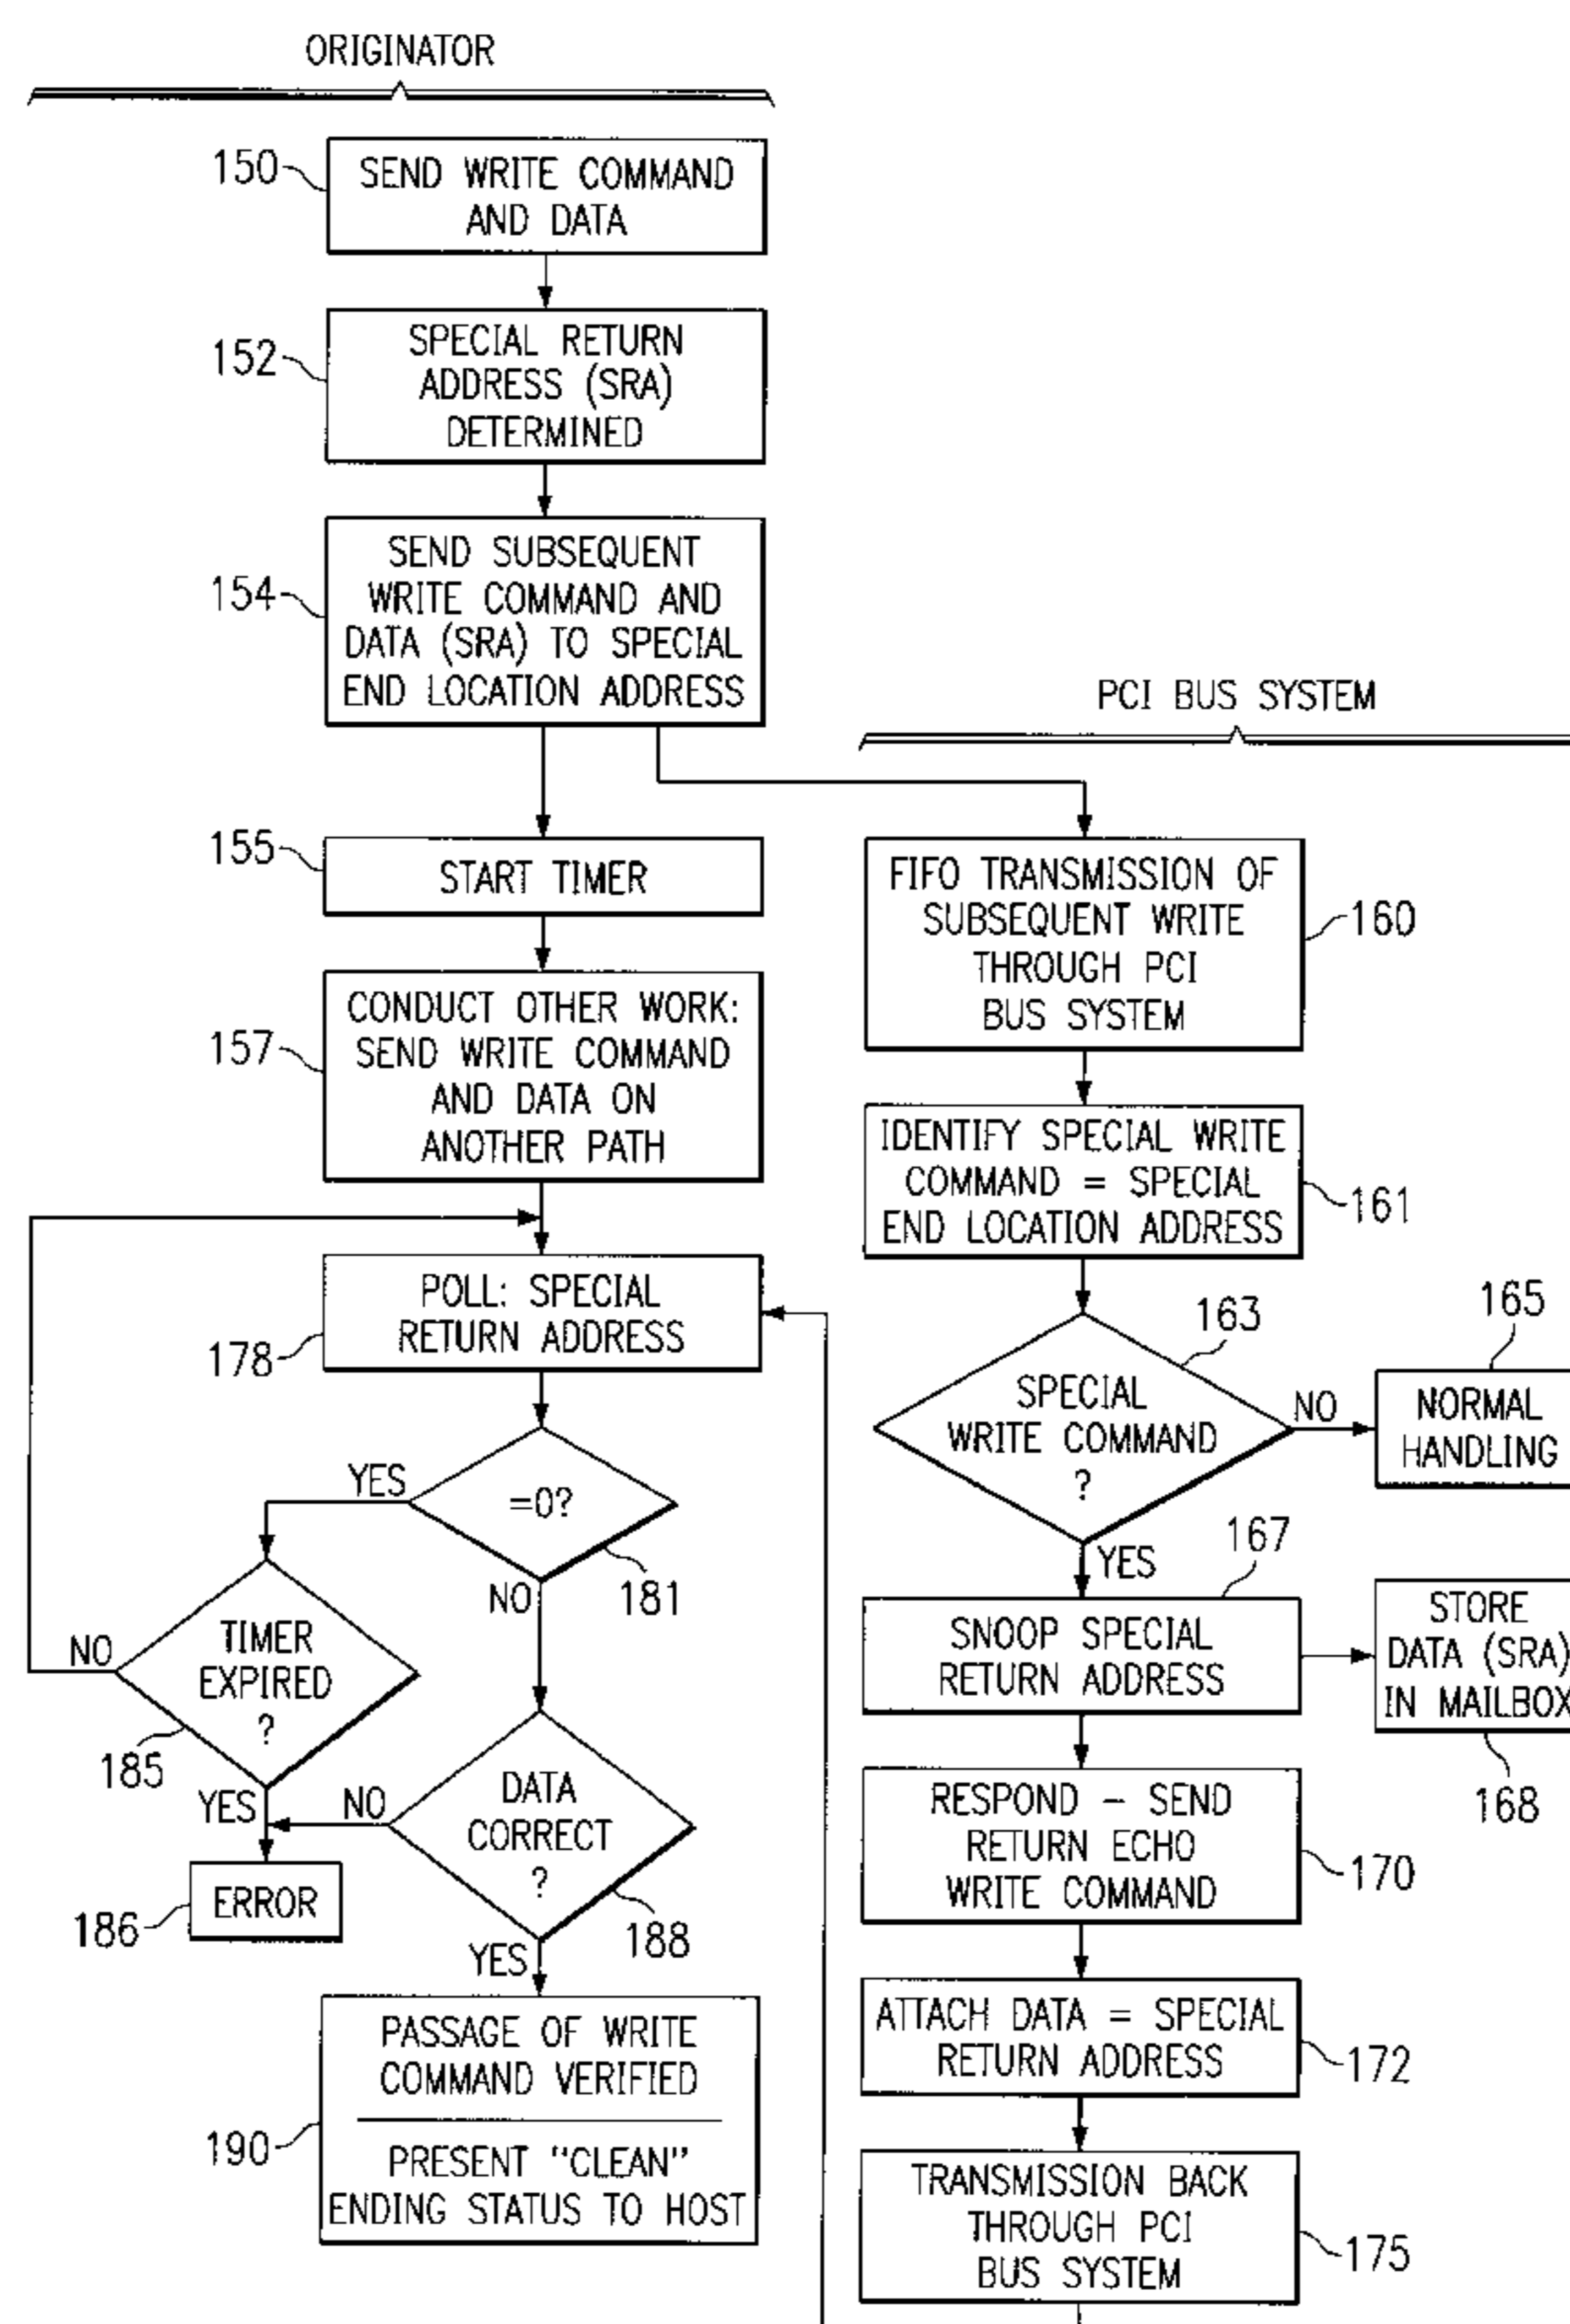 ORIGINATOR
150
SEND WRITE COMMAND
AND DATA
152
SPECIAL RETURN
ADDRESS (SRA)
DETERMINED
154
SEND SUBSEQUENT
WRITE COMMAND AND
DATA (SRA) TO SPECIAL
END LOCATION ADDRESS
155
START TIMER
157
CONDUCT OTHER WORK:
SEND WRITE COMMAND
AND DATA ON
ANOTHER PATH
178
POLL: SPECIAL
RETURN ADDRESS
=0?
181
YES
NO
TIMER
EXPIRED
?
185
NO
YES
ERROR
186
DATA
CORRECT
?
188
NO
YES
190
PASSAGE OF WRITE
COMMAND VERIFIED
PRESENT "CLEAN"
ENDING STATUS TO HOST
PCI BUS SYSTEM
FIFO TRANSMISSION OF
SUBSEQUENT WRITE
THROUGH PCI
BUS SYSTEM
160
IDENTIFY SPECIAL WRITE
COMMAND = SPECIAL
END LOCATION ADDRESS
161
163
SPECIAL
WRITE COMMAND
?
NO
165
NORMAL
HANDLING
YES
167
SNOOP SPECIAL
RETURN ADDRESS
STORE
DATA (SRA)
IN MAILBOX
168
RESPOND – SEND
RETURN ECHO
WRITE COMMAND
170
ATTACH DATA = SPECIAL
RETURN ADDRESS
172
TRANSMISSION BACK
THROUGH PCI
BUS SYSTEM
175